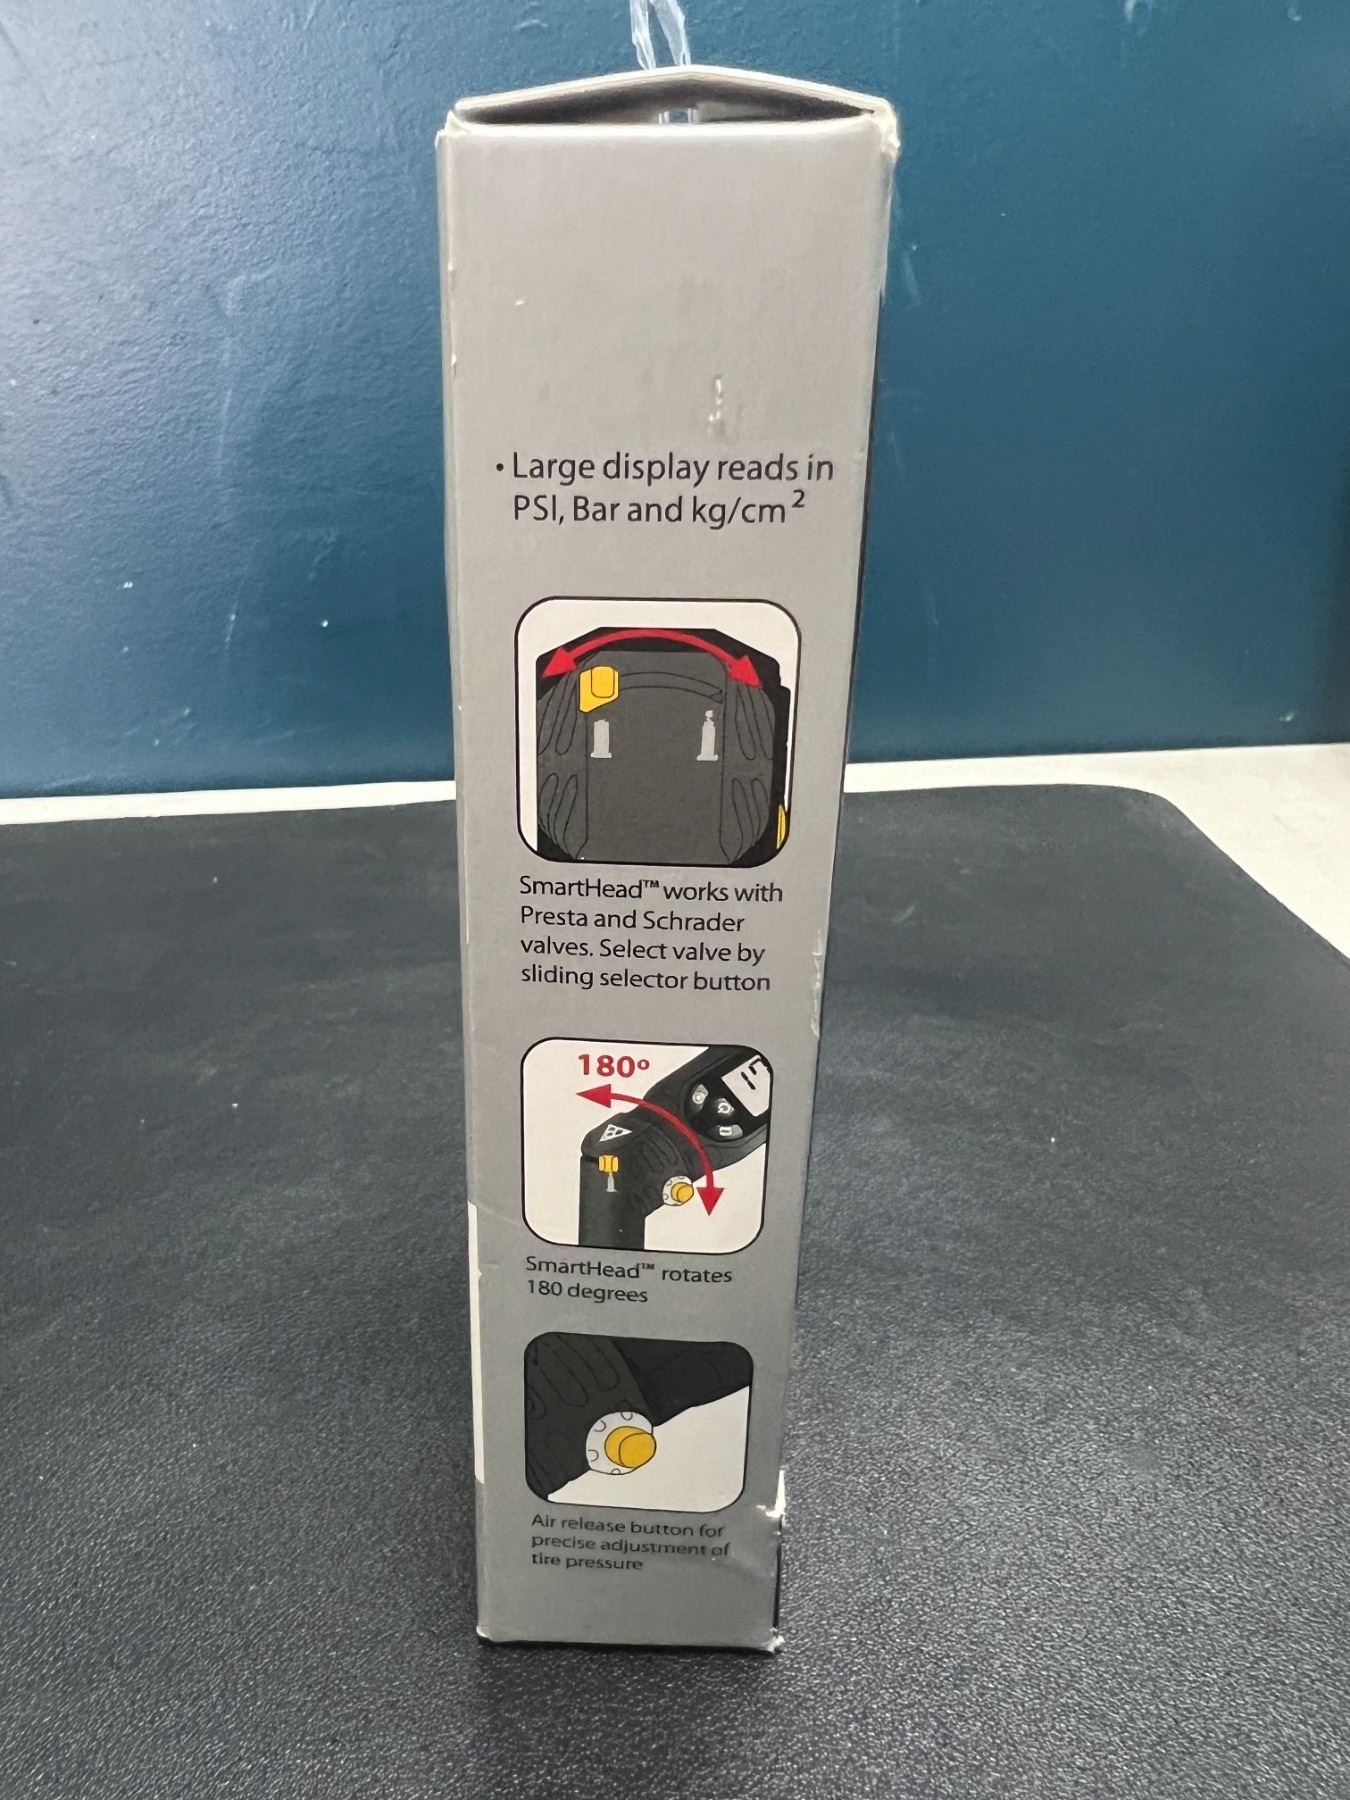 • Large display reads in
PSI, Bar and kg/cm²
SmartHead™ works with
Presta and Schrader
valves. Select valve by
sliding selector button
180º
SmartHead™ rotates
180 degrees
Air release button for
precise adjustment of
tire pressure